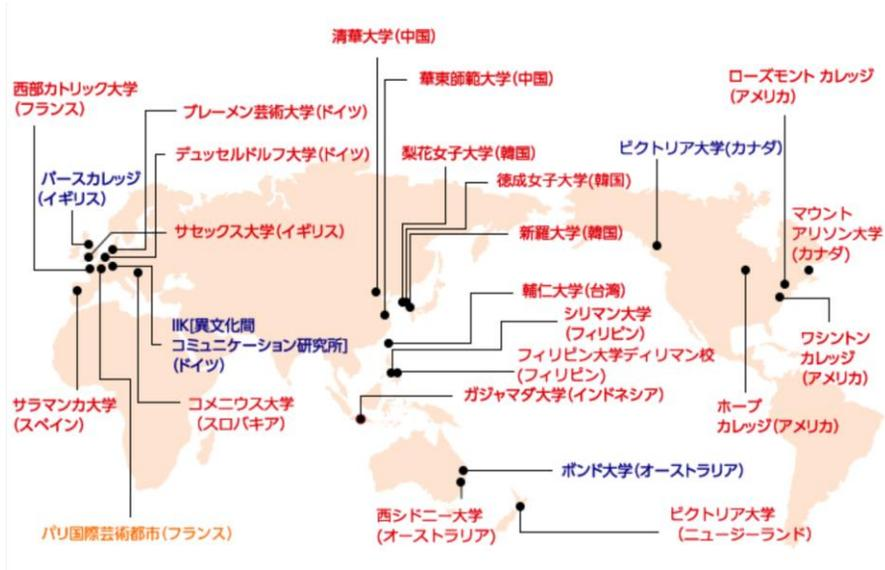 清華大学(中国)
華東師範大学(中国)
西部カトリック大学
(フランス)
ブレーメン芸術大学(ドイツ)
デュッセルドルフ大学(ドイツ)
梨花女子大学(韓国)
徳成女子大学(韓国)
ビクトリア大学(カナダ)
ローズモント カレッジ
(アメリカ)
バースカレッジ
(イギリス)
サセックス大学(イギリス)
新羅大学(韓国)
マウント
アリソン大学
(カナダ)
輔仁大学(台湾)
シリマン大学
(フィリピン)
IIK[異文化間
コミュニケーション研究所]
(ドイツ)
フィリピン大学ディリマン校
(フィリピン)
ワシントン
カレッジ
(アメリカ)
サラマンカ大学
(スペイン)
コメニウス大学
(スロバキア)
ガジャマダ大学(インドネシア)
ホープ
カレッジ(アメリカ)
ボンド大学(オーストラリア)
パリ国際芸術都市(フランス)
西シドニー大学
(オーストラリア)
ビクトリア大学
(ニュージーランド)